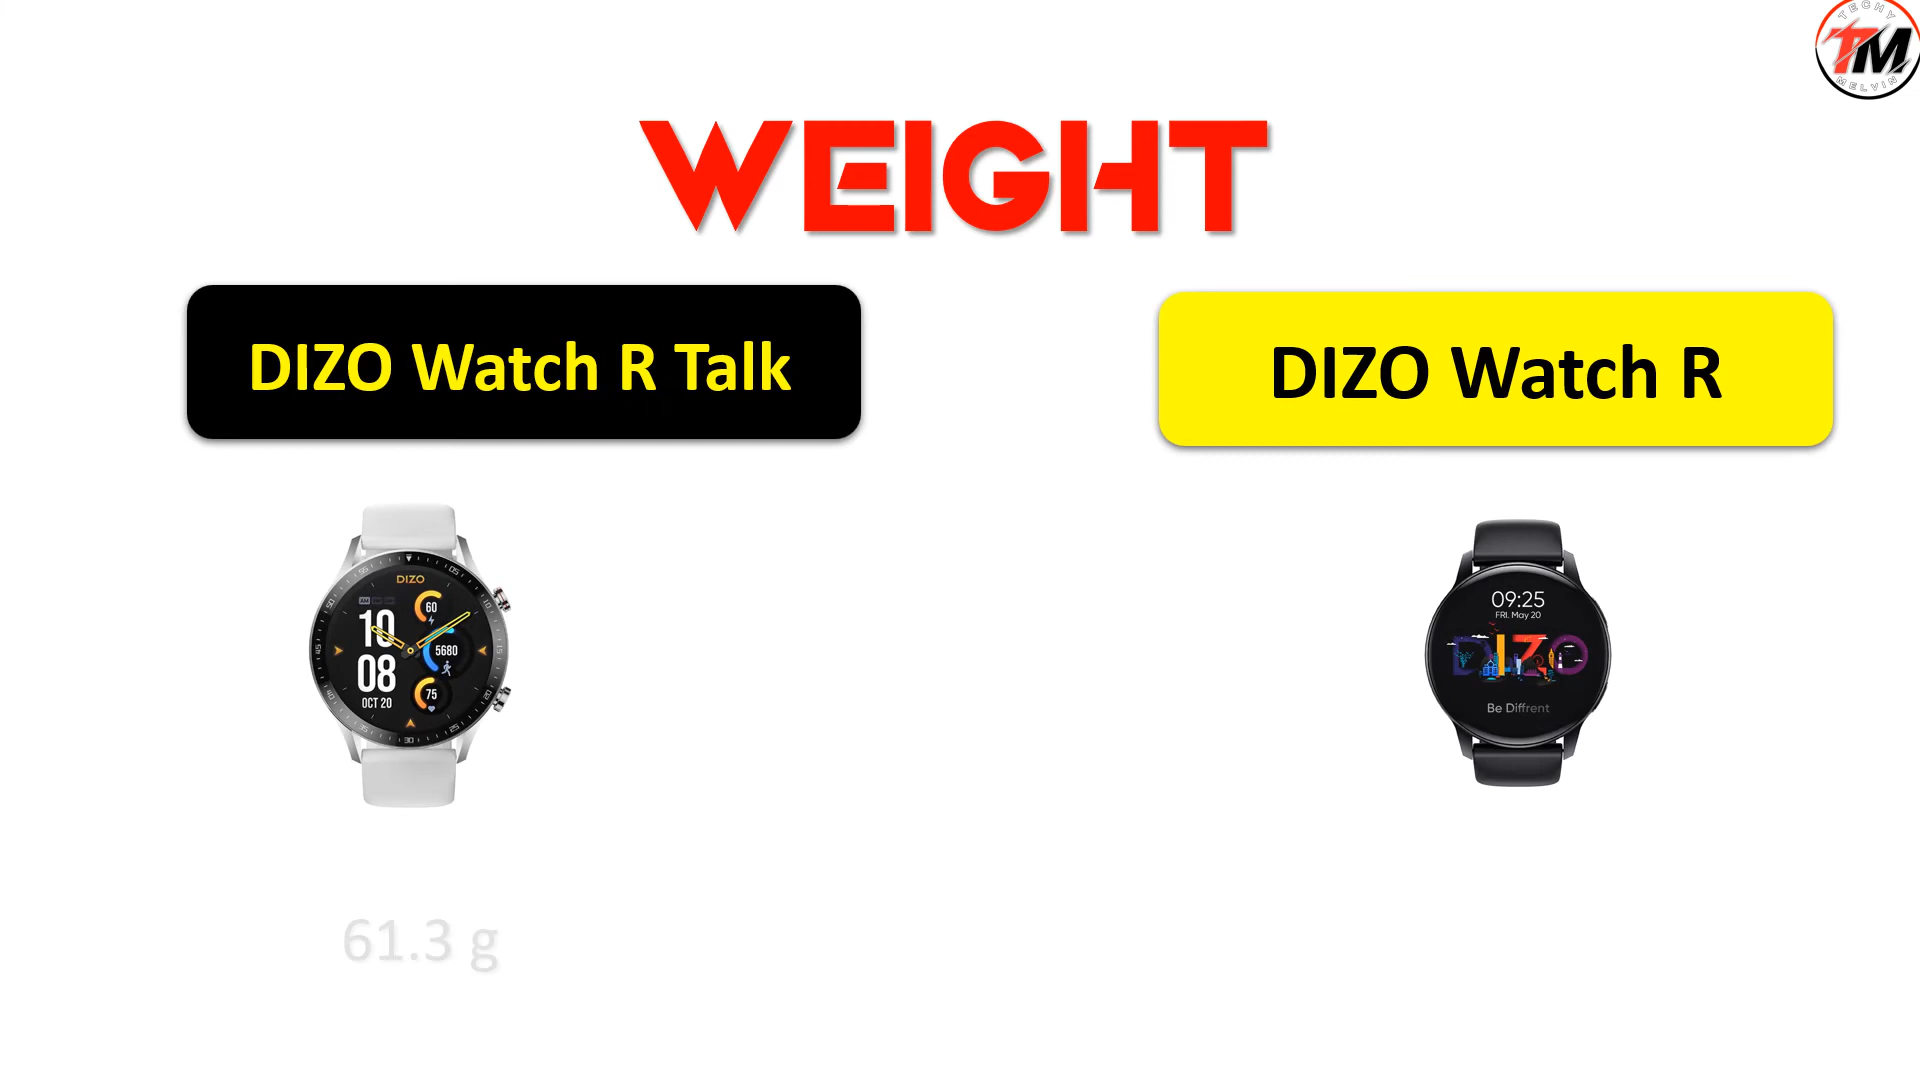 TECHY
TM
MELVIN
WEIGHT
DIZO Watch R Talk
DIZO Watch R
DIZO
60
10
5680
08
75
OCT 20
09:25
FRI. May 20
DIZO
Be Diffrent
61.3 g